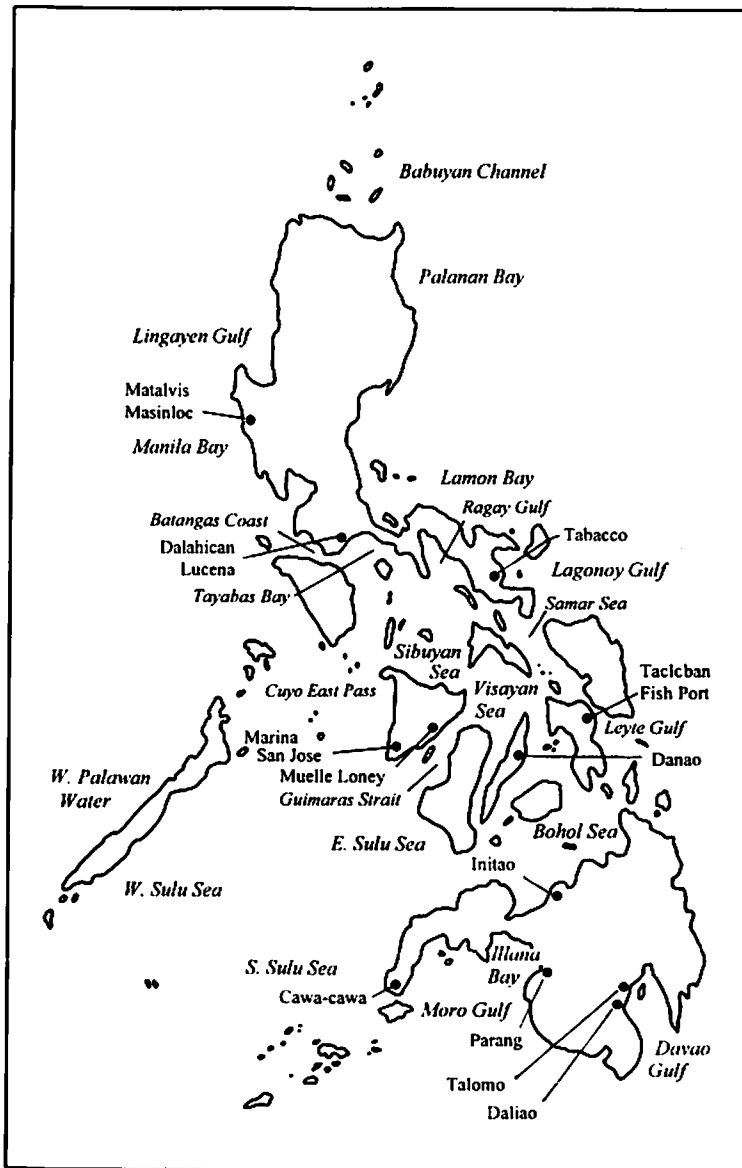 Babuyan Channel
Palanan Bay
Lingayen Gulf
Matalvis
Masinloc
Manila Bay
Lamon Bay
Ragay Gulf
Batangas Coast
Dalahican
Lucena
Tabacco
Lagonoy Gulf
Tayabas Bay
Samar Sea
Sibuyan
Sea
Tacleban
Fish Port
Cuyo East Pass
Visayan
Sea
Leyte Gulf
Marina
San Jose
Muelle Loney
Danao
W. Palawan
Water
Guimaras Strait
Bohol Sea
E. Sulu Sea
Initao
W. Sulu Sea
Illana
Bay
S. Sulu Sea
Cawa-cawa
Moro Gulf
Parang
Davao
Gulf
Talomo
Daliao